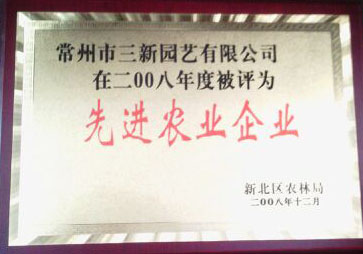 常州市三新园艺有限公司
在二00八年度被评为
先进农业企业
新北区农林局
二00八年十二月